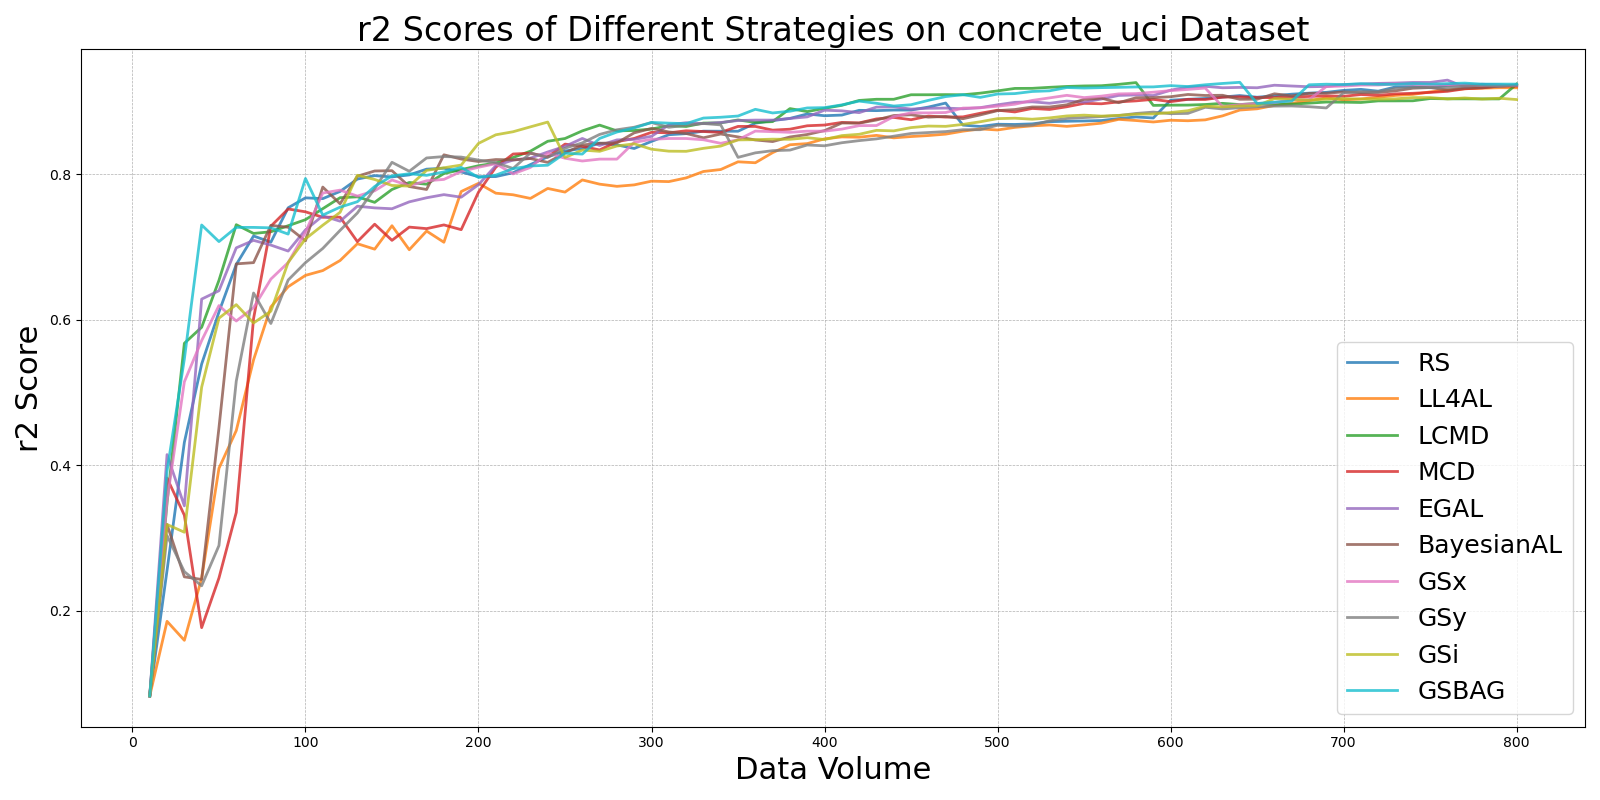 r2 Scores of Different Strategies on concrete_uci Dataset
r2 Score
0.8
0.6
0.4
0.2
0 100 200 300 400 500 600 700 800
Data Volume
RS
LL4AL
LCMD
MCD
EGAL
BayesianAL
GSx
GSy
GSi
GSBAG